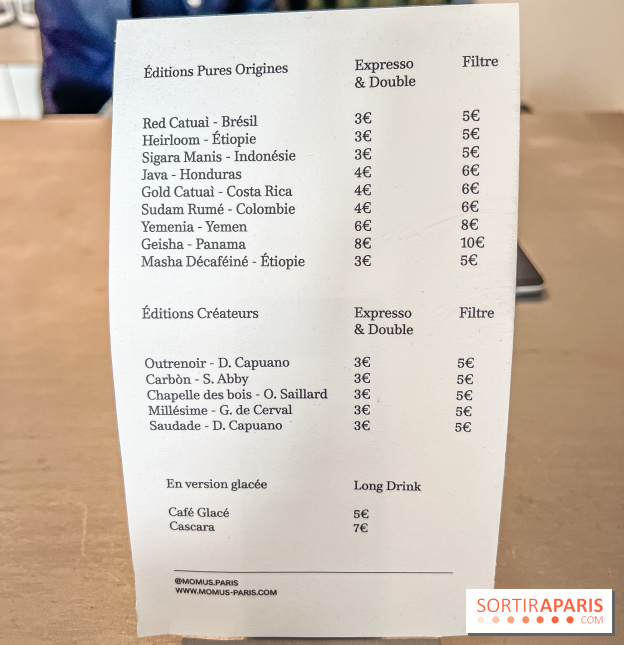 Éditions Pures Origines Expresso & Double Filtre
Red Catuaì - Brésil 3€ 5€
Heirloom - Étiopie 3€ 5€
Sigara Manis - Indonésie 3€ 5€
Java - Honduras 4€ 6€
Gold Catuaì - Costa Rica 4€ 6€
Sudam Rumé - Colombie 4€ 6€
Yemenia - Yemen 6€ 8€
Geisha - Panama 8€ 10€
Masha Décaféiné - Étiopie 3€ 5€
Éditions Créateurs Expresso & Double Filtre
Outrenoir - D. Capuano 3€ 5€
Carbòn - S. Abby 3€ 5€
Chapelle des bois - O. Saillard 3€ 5€
Millésime - G. de Cerval 3€ 5€
Saudade - D. Capuano 3€ 5€
En version glacée Long Drink
Café Glacé 5€
Cascara 7€
@MOMUS.PARIS
WWW.MOMUS-PARIS.COM
SORTIRAPARIS
.COM